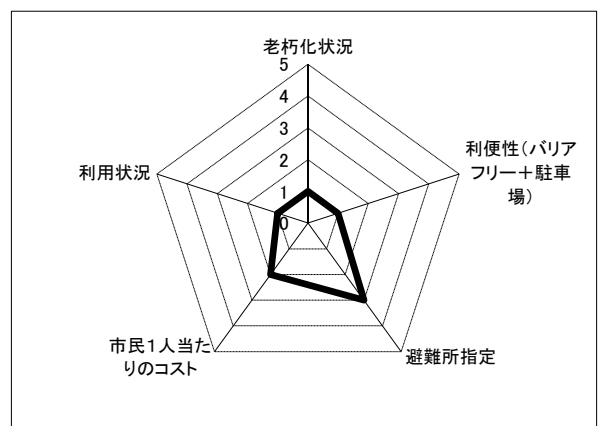 老朽化状況
5
4
3
2
1
0
利便性(バリア
フリー+駐車
場)
利用状況
市民1人当た
りのコスト
避難所指定